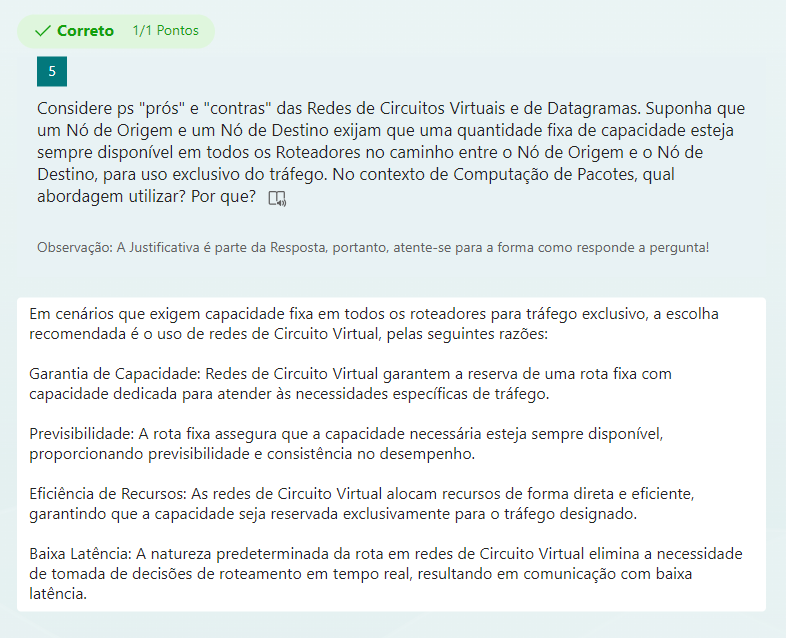 Correto 1/1 Pontos
5
Considere ps "prós" e "contras" das Redes de Circuitos Virtuais e de Datagramas. Suponha que
um Nó de Origem e um Nó de Destino exijam que uma quantidade fixa de capacidade esteja
sempre disponível em todos os Roteadores no caminho entre o Nó de Origem e o Nó de
Destino, para uso exclusivo do tráfego. No contexto de Computação de Pacotes, qual
abordagem utilizar? Por que?
Observação: A Justificativa é parte da Resposta, portanto, atente-se para a forma como responde a pergunta!
Em cenários que exigem capacidade fixa em todos os roteadores para tráfego exclusivo, a escolha
recomendada é o uso de redes de Circuito Virtual, pelas seguintes razões:
Garantia de Capacidade: Redes de Circuito Virtual garantem a reserva de uma rota fixa com
capacidade dedicada para atender às necessidades específicas de tráfego.
Previsibilidade: A rota fixa assegura que a capacidade necessária esteja sempre disponível,
proporcionando previsibilidade e consistência no desempenho.
Eficiência de Recursos: As redes de Circuito Virtual alocam recursos de forma direta e eficiente,
garantindo que a capacidade seja reservada exclusivamente para o tráfego designado.
Baixa Latência: A natureza predeterminada da rota em redes de Circuito Virtual elimina a necessidade
de tomada de decisões de roteamento em tempo real, resultando em comunicação com baixa
latência.